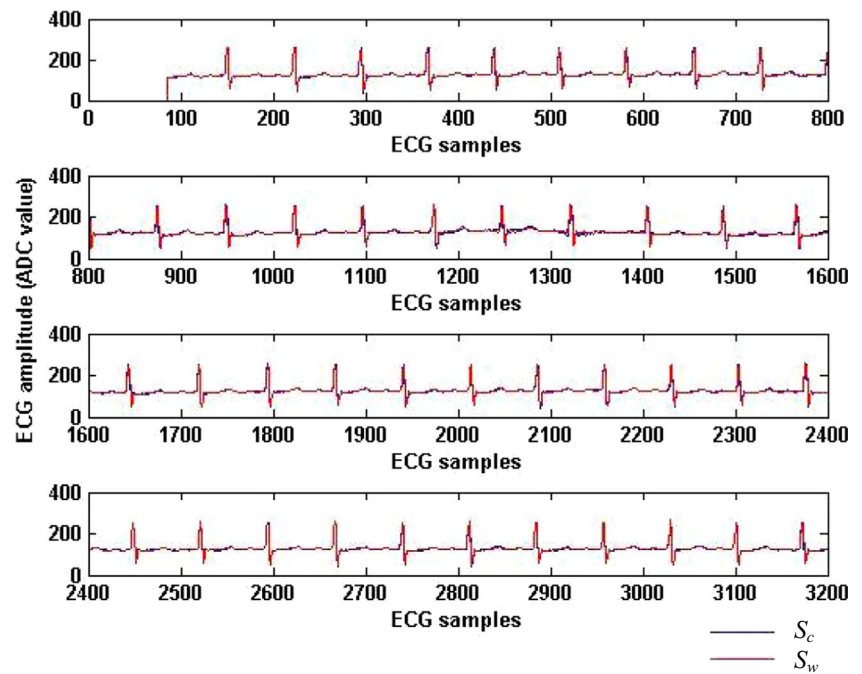 ECG amplitude (ADC value)
400
200
0
0 100 200 300 400 500 600 700 800
ECG samples
400
200
0
800 900 1000 1100 1200 1300 1400 1500 1600
ECG samples
400
200
0
1600 1700 1800 1900 2000 2100 2200 2300 2400
ECG samples
400
200
0
2400 2500 2600 2700 2800 2900 3000 3100 3200
ECG samples
Sc
Sw